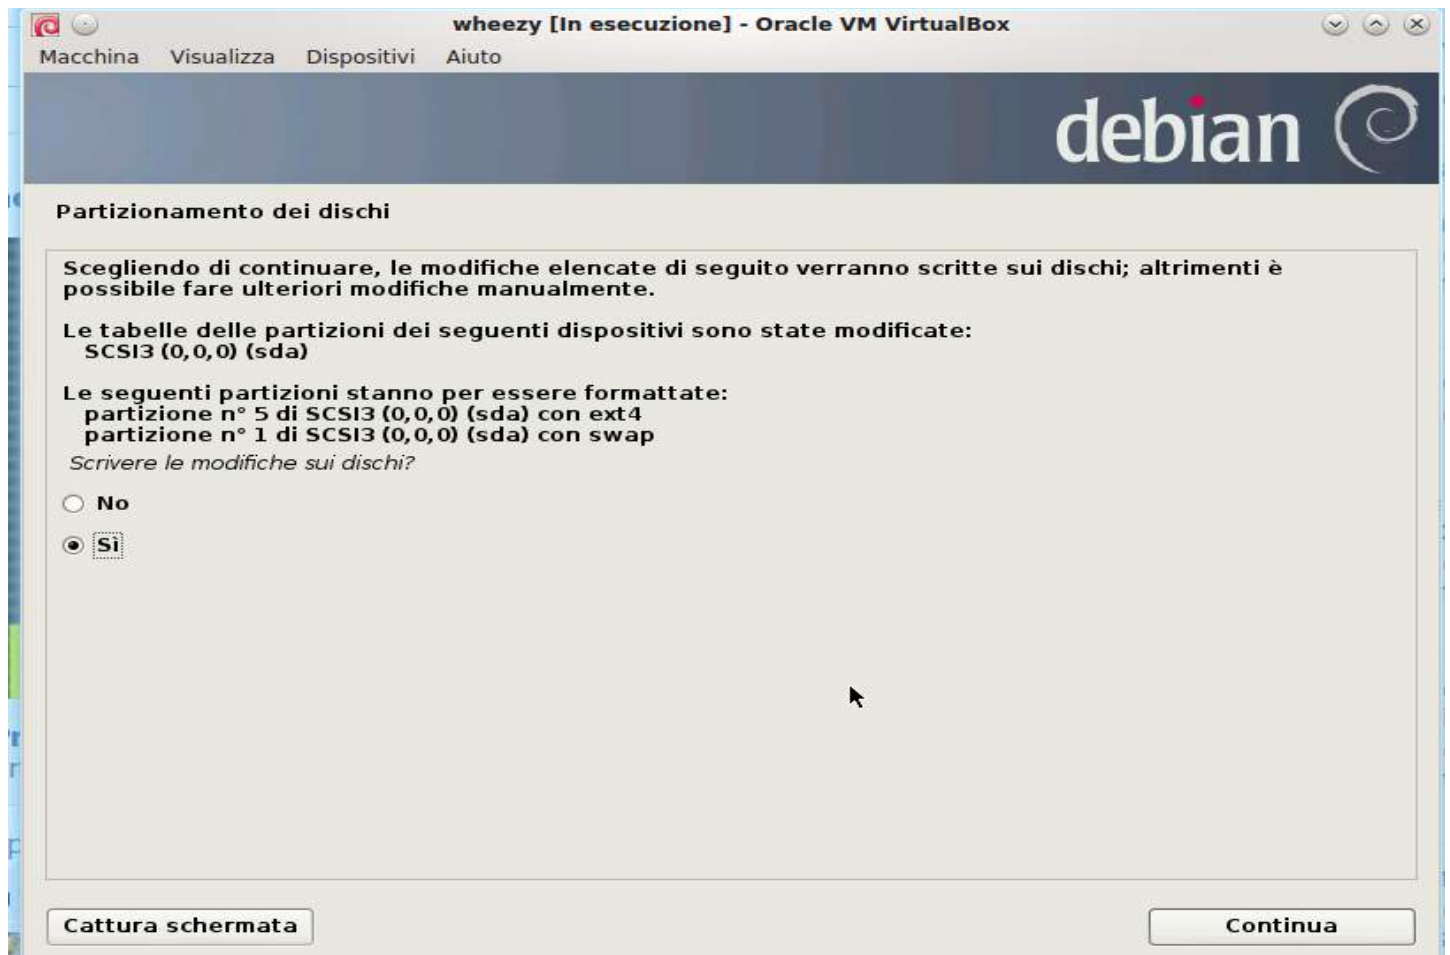 wheezy [In esecuzione] - Oracle VM VirtualBox
Macchina Visualizza Dispositivi Aiuto
debian
Partizionamento dei dischi
Scegliendo di continuare, le modifiche elencate di seguito verranno scritte sui dischi; altrimenti è
possibile fare ulteriori modifiche manualmente.
Le tabelle delle partizioni dei seguenti dispositivi sono state modificate:
SCSI3 (0,0,0) (sda)
Le seguenti partizioni stanno per essere formattate:
partizione n° 5 di SCSI3 (0,0,0) (sda) con ext4
partizione n° 1 di SCSI3 (0,0,0) (sda) con swap
Scrivere le modifiche sui dischi?
No
Sì
Cattura schermata Continua